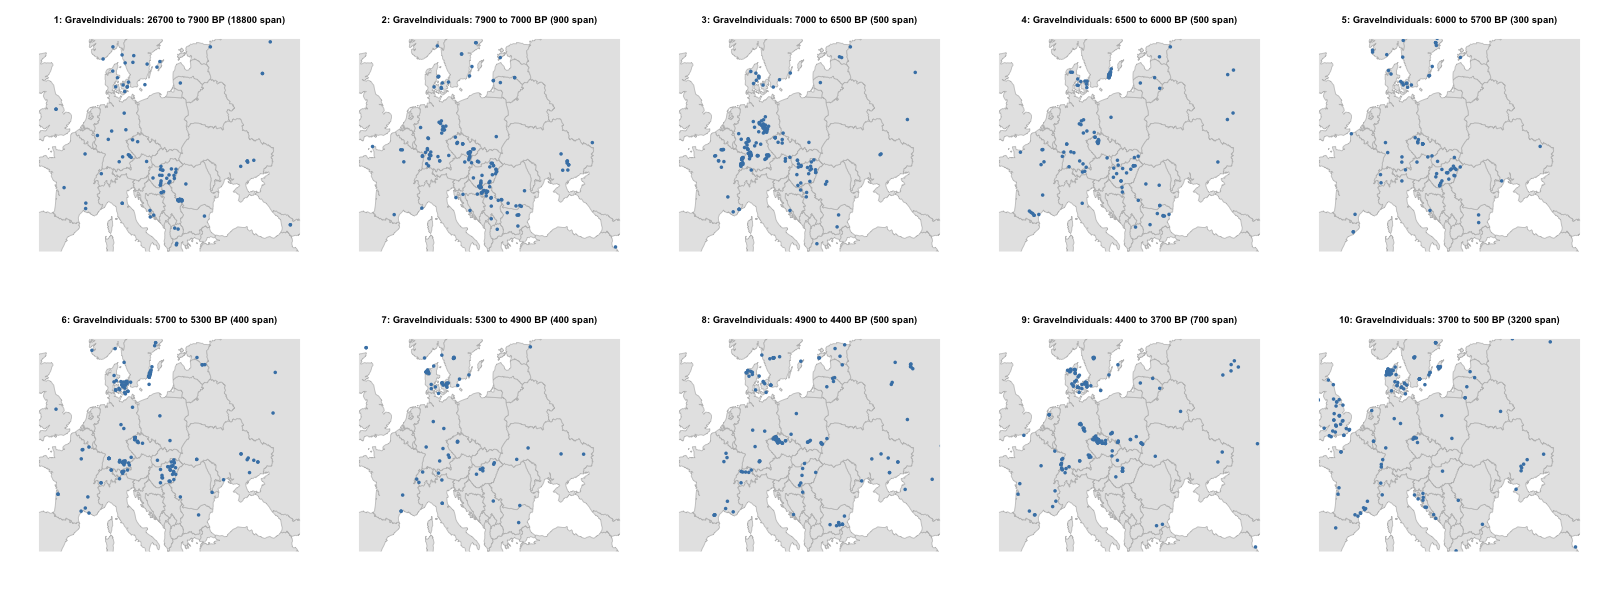 1: GraveIndividuals: 26700 to 7900 BP (18800 span)
2: GraveIndividuals: 7900 to 7000 BP (900 span)
3: GraveIndividuals: 7000 to 6500 BP (500 span)
4: GraveIndividuals: 6500 to 6000 BP (500 span)
5: GraveIndividuals: 6000 to 5700 BP (300 span)
6: GraveIndividuals: 5700 to 5300 BP (400 span)
7: GraveIndividuals: 5300 to 4900 BP (400 span)
8: GraveIndividuals: 4900 to 4400 BP (500 span)
9: GraveIndividuals: 4400 to 3700 BP (700 span)
10: GraveIndividuals: 3700 to 500 BP (3200 span)